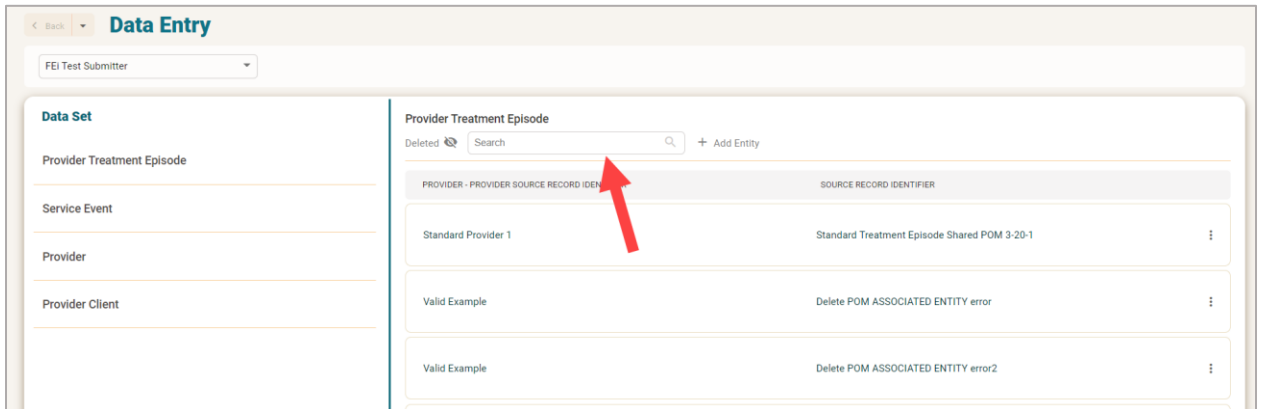 Back
Data Entry
FEi Test Submitter
Data Set
Provider Treatment Episode
Service Event
Provider
Provider Client
Provider Treatment Episode
Deleted Search + Add Entity
PROVIDER - PROVIDER SOURCE RECORD SOURCE RECORD IDENTIFIER
Standard Provider 1 Standard Treatment Episode Shared POM 3-20-1
Valid Example Delete POM ASSOCIATED ENTITY error
Valid Example Delete POM ASSOCIATED ENTITY error2